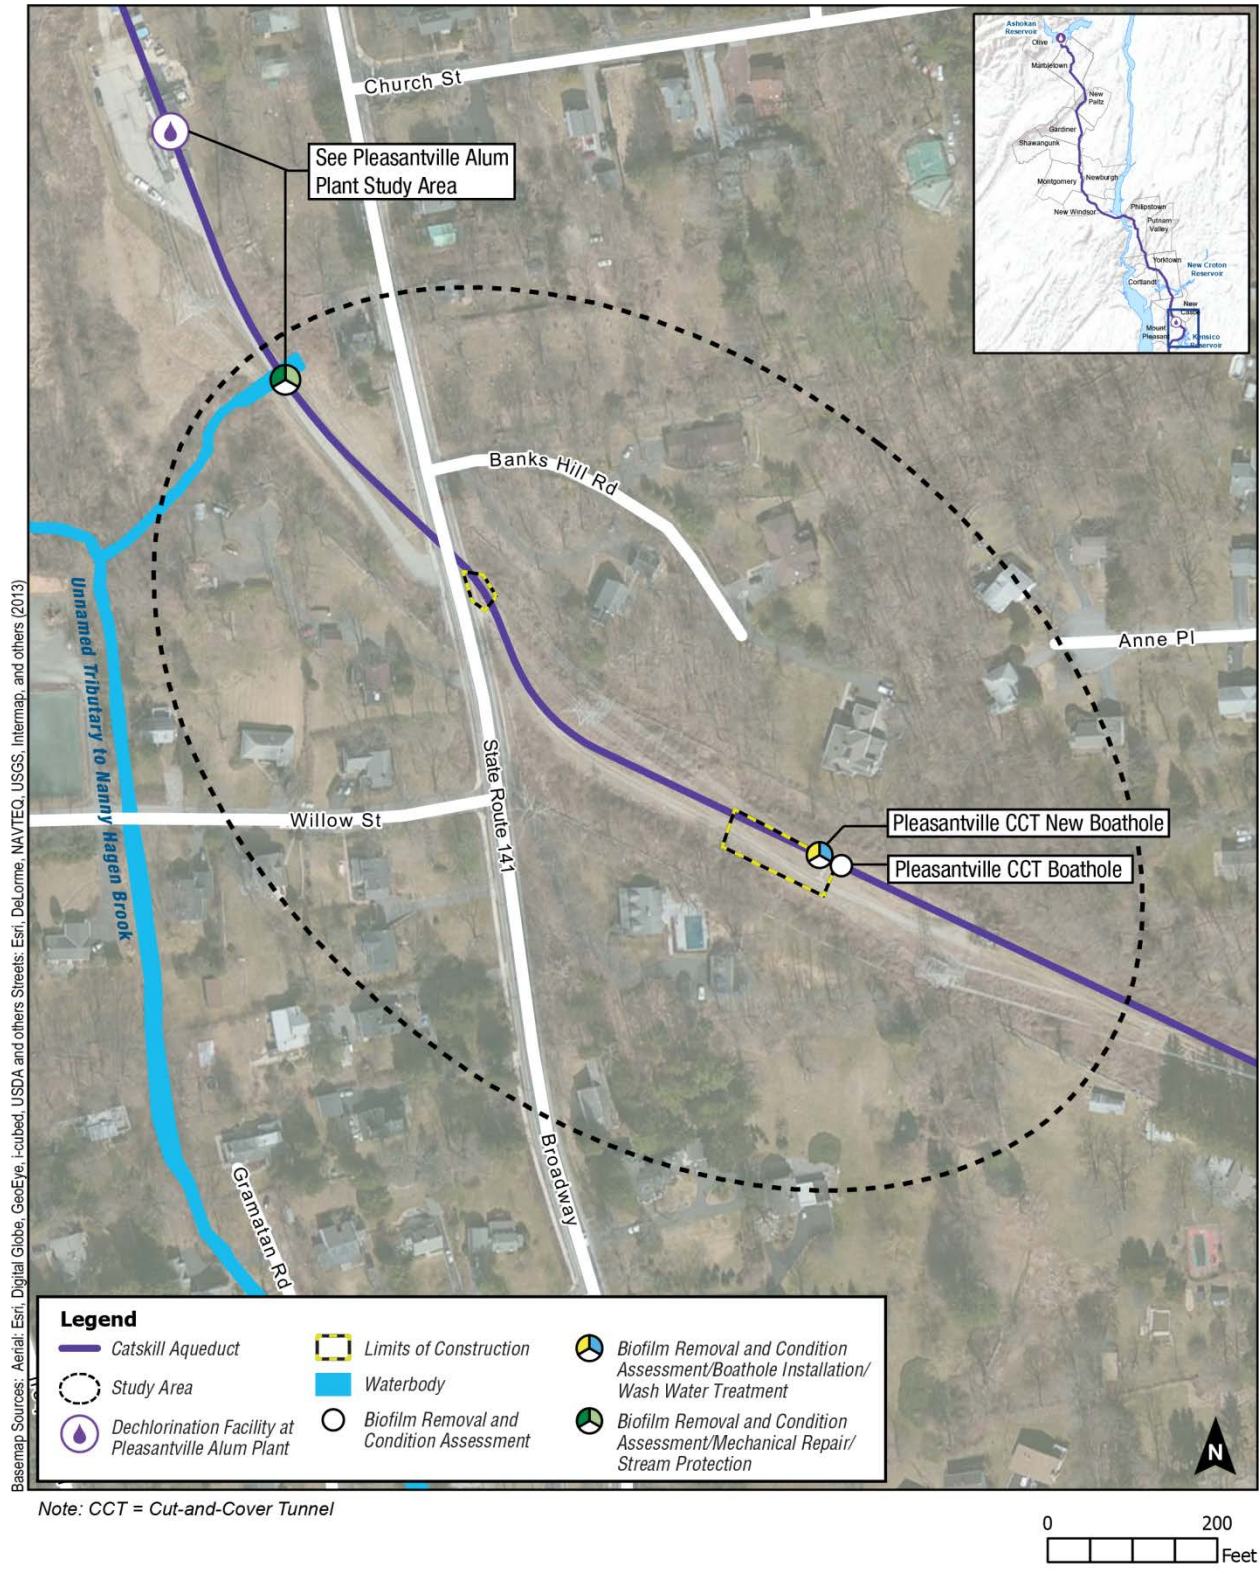 Church St
See Pleasantville Alum
Plant Study Area
Ashokan
Reservoir
Olive
Marbletown
New
Paltz
Gardiner
Shawangunk
Montgomery
Newburgh
New Windsor
Philipstown
Putnam
Valley
Yorktown
New Croton
Reservoir
Cortlandt
New
Mount
Pleasant
Kensico
Reservoir
Banks Hill Rd
Anne Pl
Unnamed Tributary to Nanny Hagen Brook
State Route 141
Willow St
Pleasantville CCT New Boathole
Pleasantville CCT Boathole
Broadway
Gramatan Rd
Basemap Sources: Aerial: Esri, Digital Globe, GeoEye, i-cubed, USDA and others Streets: Esri, DeLorme, NAVTEQ, USGS, Intermap, and others (2013)
Legend
Catskill Aqueduct
Study Area
Dechlorination Facility at
Pleasantville Alum Plant
Limits of Construction
Waterbody
Biofilm Removal and
Condition Assessment
Biofilm Removal and Condition
Assessment/Boathole Installation/
Wash Water Treatment
Biofilm Removal and Condition
Assessment/Mechanical Repair/
Stream Protection
N
Note: CCT = Cut-and-Cover Tunnel
0 200
Feet